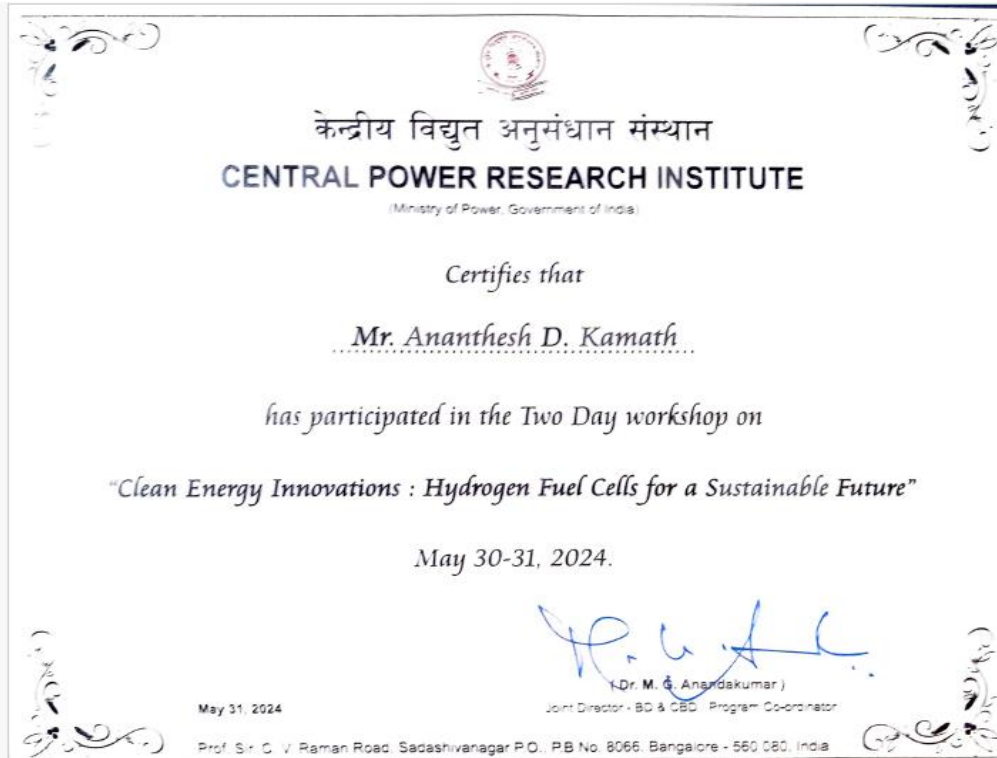 केन्द्रीय विद्युत अनुसंधान संस्थान
CENTRAL POWER RESEARCH INSTITUTE
(Ministry of Power, Government of India)
Certifies that
Mr. Ananthesh D. Kamath
has participated in the Two Day workshop on
"Clean Energy Innovations : Hydrogen Fuel Cells for a Sustainable Future"
May 30-31, 2024.
( Dr. M. G. Anandakumar )
May 31, 2024 Joint Director - BD & CBD Program Co-ordinator
Prof. Sir C. V. Raman Road, Sadashivanagar P.O., P.B No. 8066, Bangalore - 560 080, India